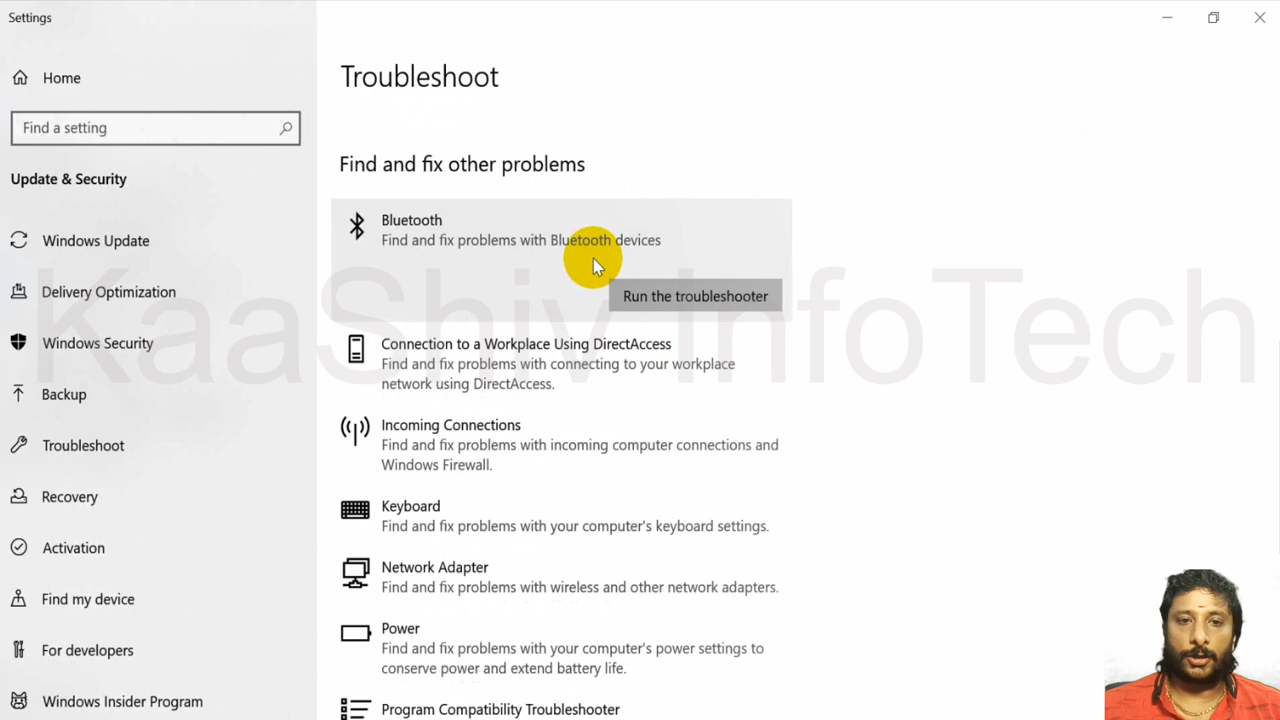 Settings
Home
Find a setting
Update & Security
Windows Update
Delivery Optimization
Windows Security
Backup
Troubleshoot
Recovery
Activation
Find my device
For developers
Windows Insider Program
Troubleshoot
Find and fix other problems
Bluetooth
Find and fix problems with Bluetooth devices
Run the troubleshooter
Connection to a Workplace Using DirectAccess
Find and fix problems with connecting to your workplace
network using DirectAccess.
Incoming Connections
Find and fix problems with incoming computer connections and
Windows Firewall.
Keyboard
Find and fix problems with your computer's keyboard settings.
Network Adapter
Find and fix problems with wireless and other network adapters.
Power
Find and fix problems with your computer's power settings to
conserve power and extend battery life.
Program Compatibility Troubleshooter
KaaShiv InfoTech